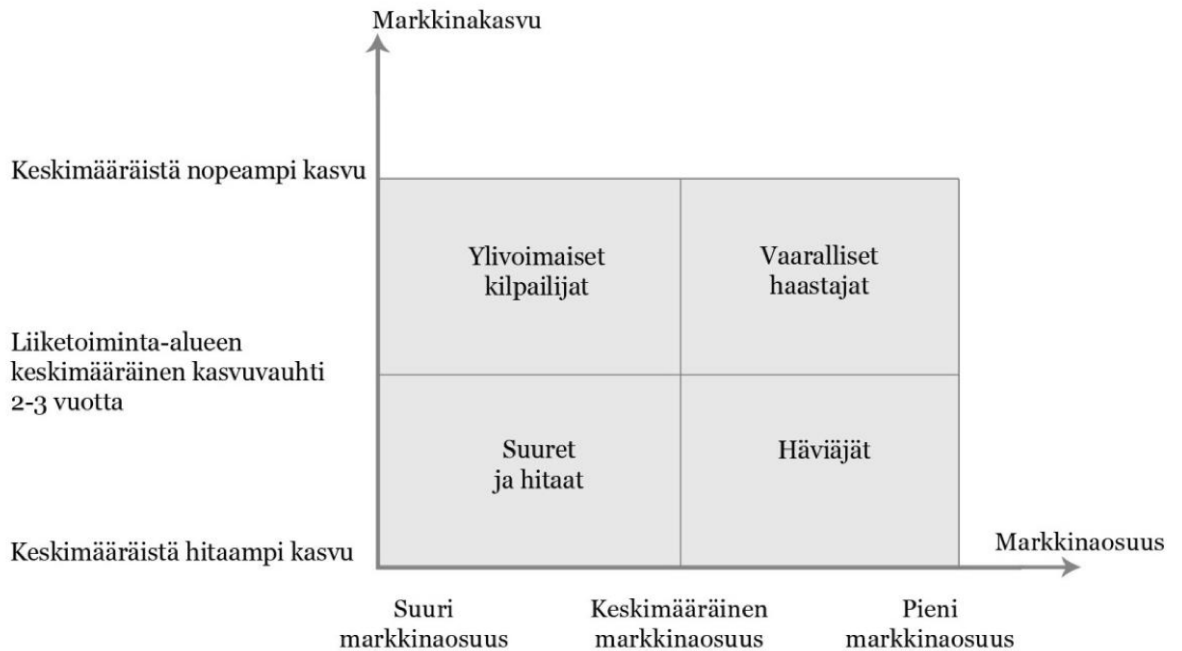 Markkinakasvu
Keskimääräistä nopeampi kasvu
Ylivoimaiset
kilpailijat
Vaaralliset
haastajat
Liiketoiminta-alueen
keskimääräinen kasvuvauhti
2-3 vuotta
Suuret
ja hitaat
Häviäjät
Keskimääräistä hitaampi kasvu
Markkinaosuus
Suuri
markkinaosuus
Keskimääräinen
markkinaosuus
Pieni
markkinaosuus